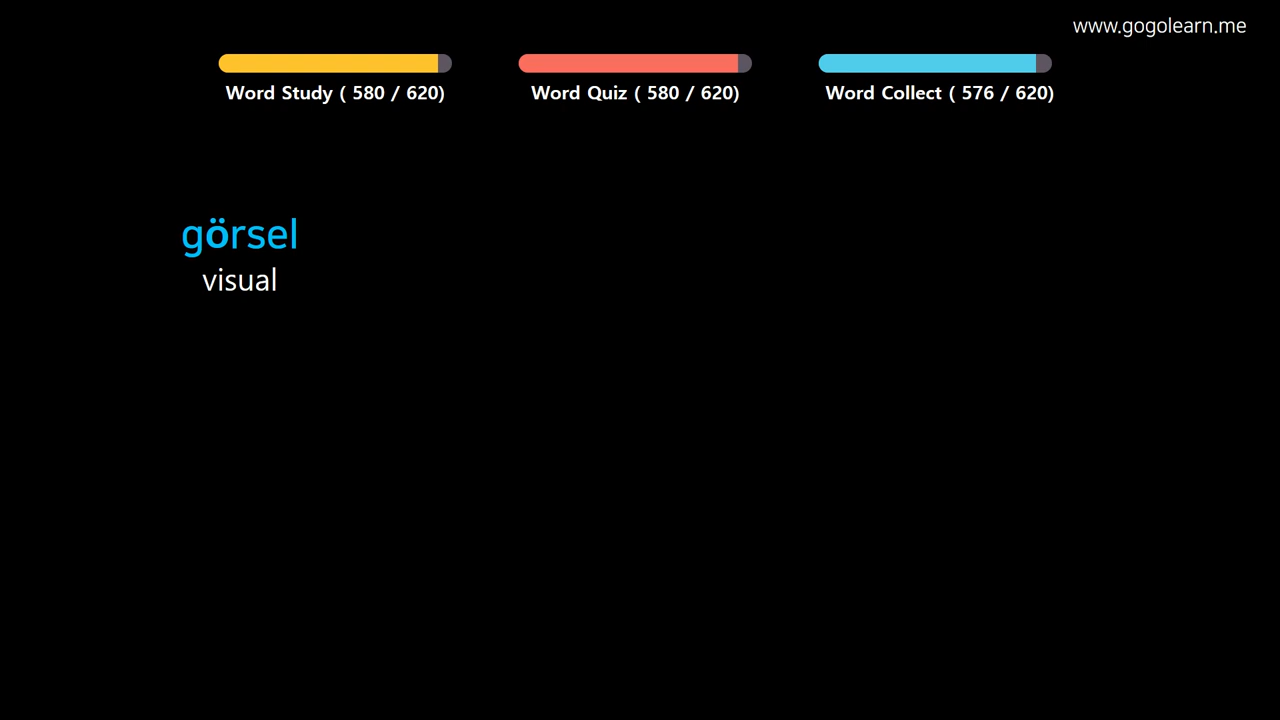 www.gogolearn.me
Word Study ( 580 / 620)
Word Quiz ( 580 / 620)
Word Collect ( 576 / 620)
görsel
visual